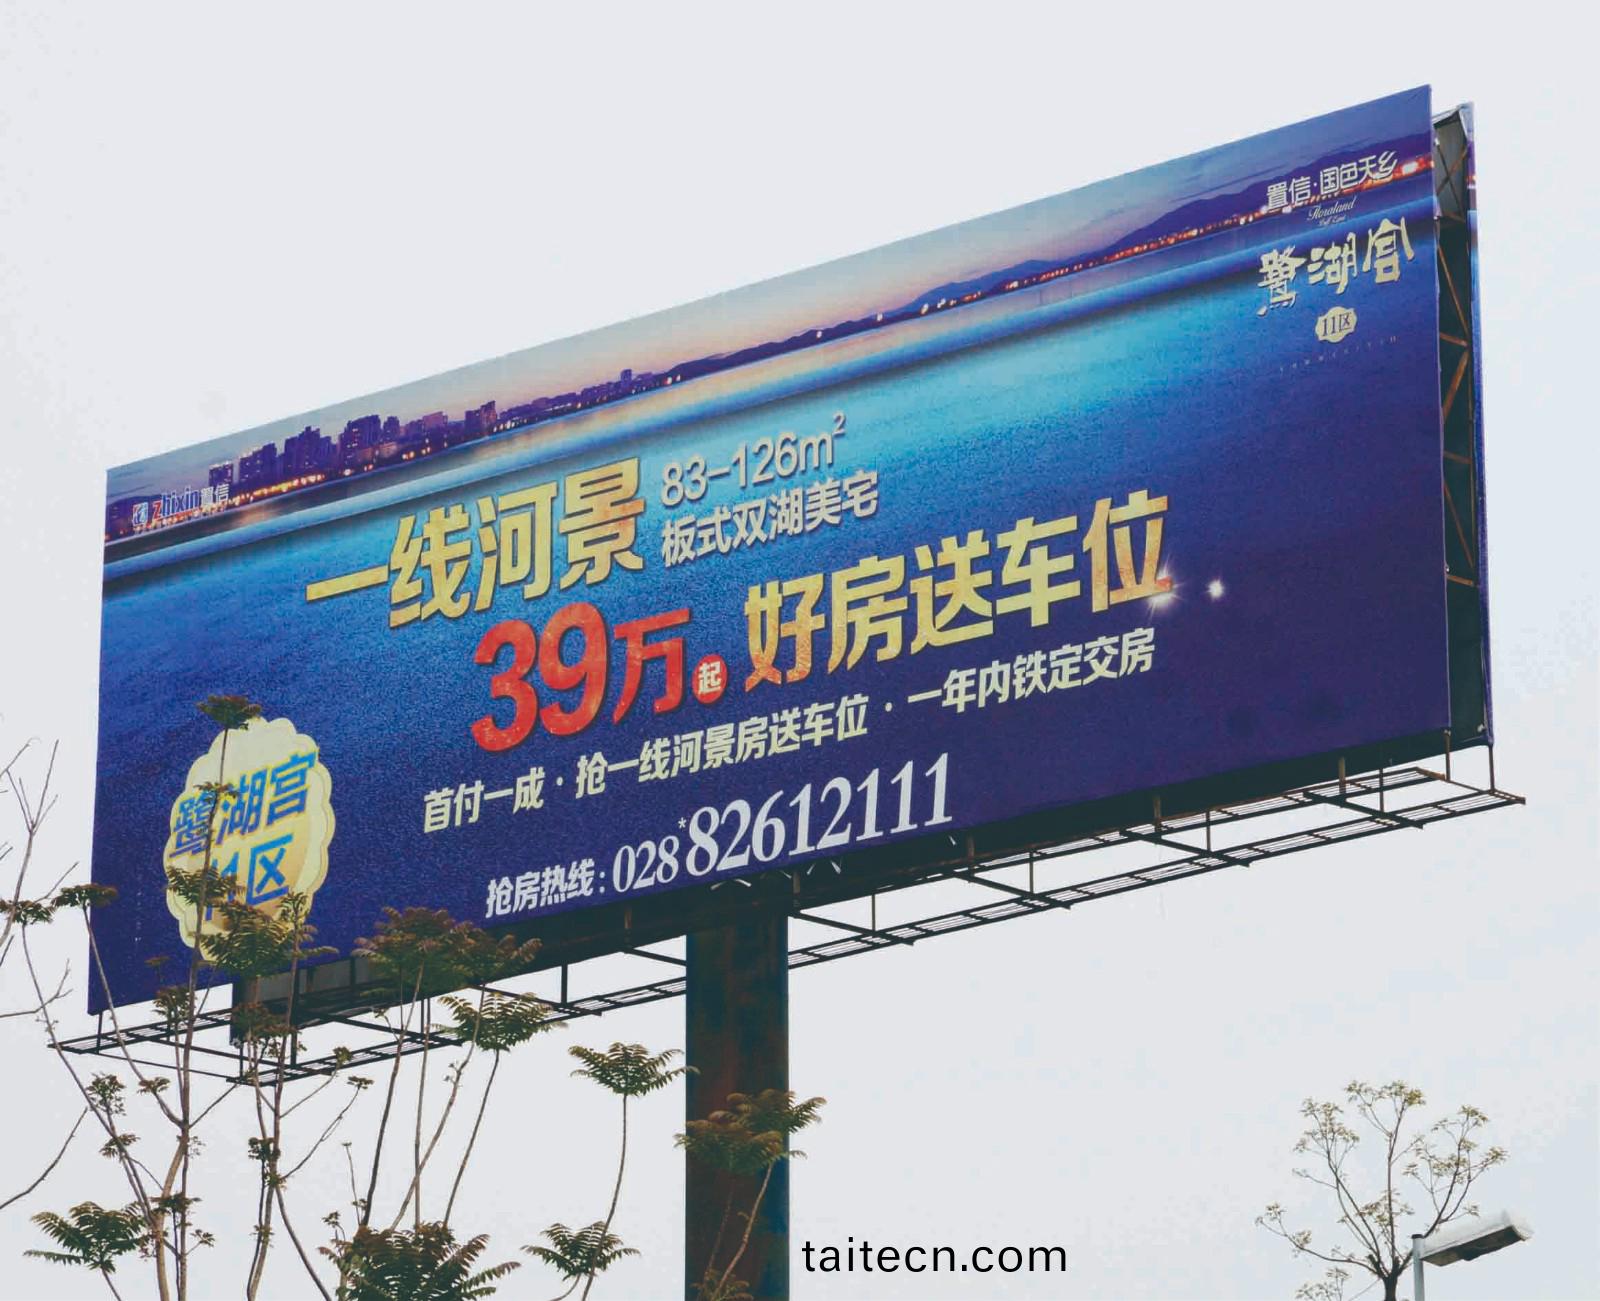 zhixin置信
置信·国色天乡
Floraland
鹭湖宫
11区
一线河景
83-126m²
板式双湖美宅
39万起 好房送车位
首付一成·抢一线河景房送车位·一年内铁定交房
抢房热线:028*82612111
鹭湖宫
11区
taitecn.com